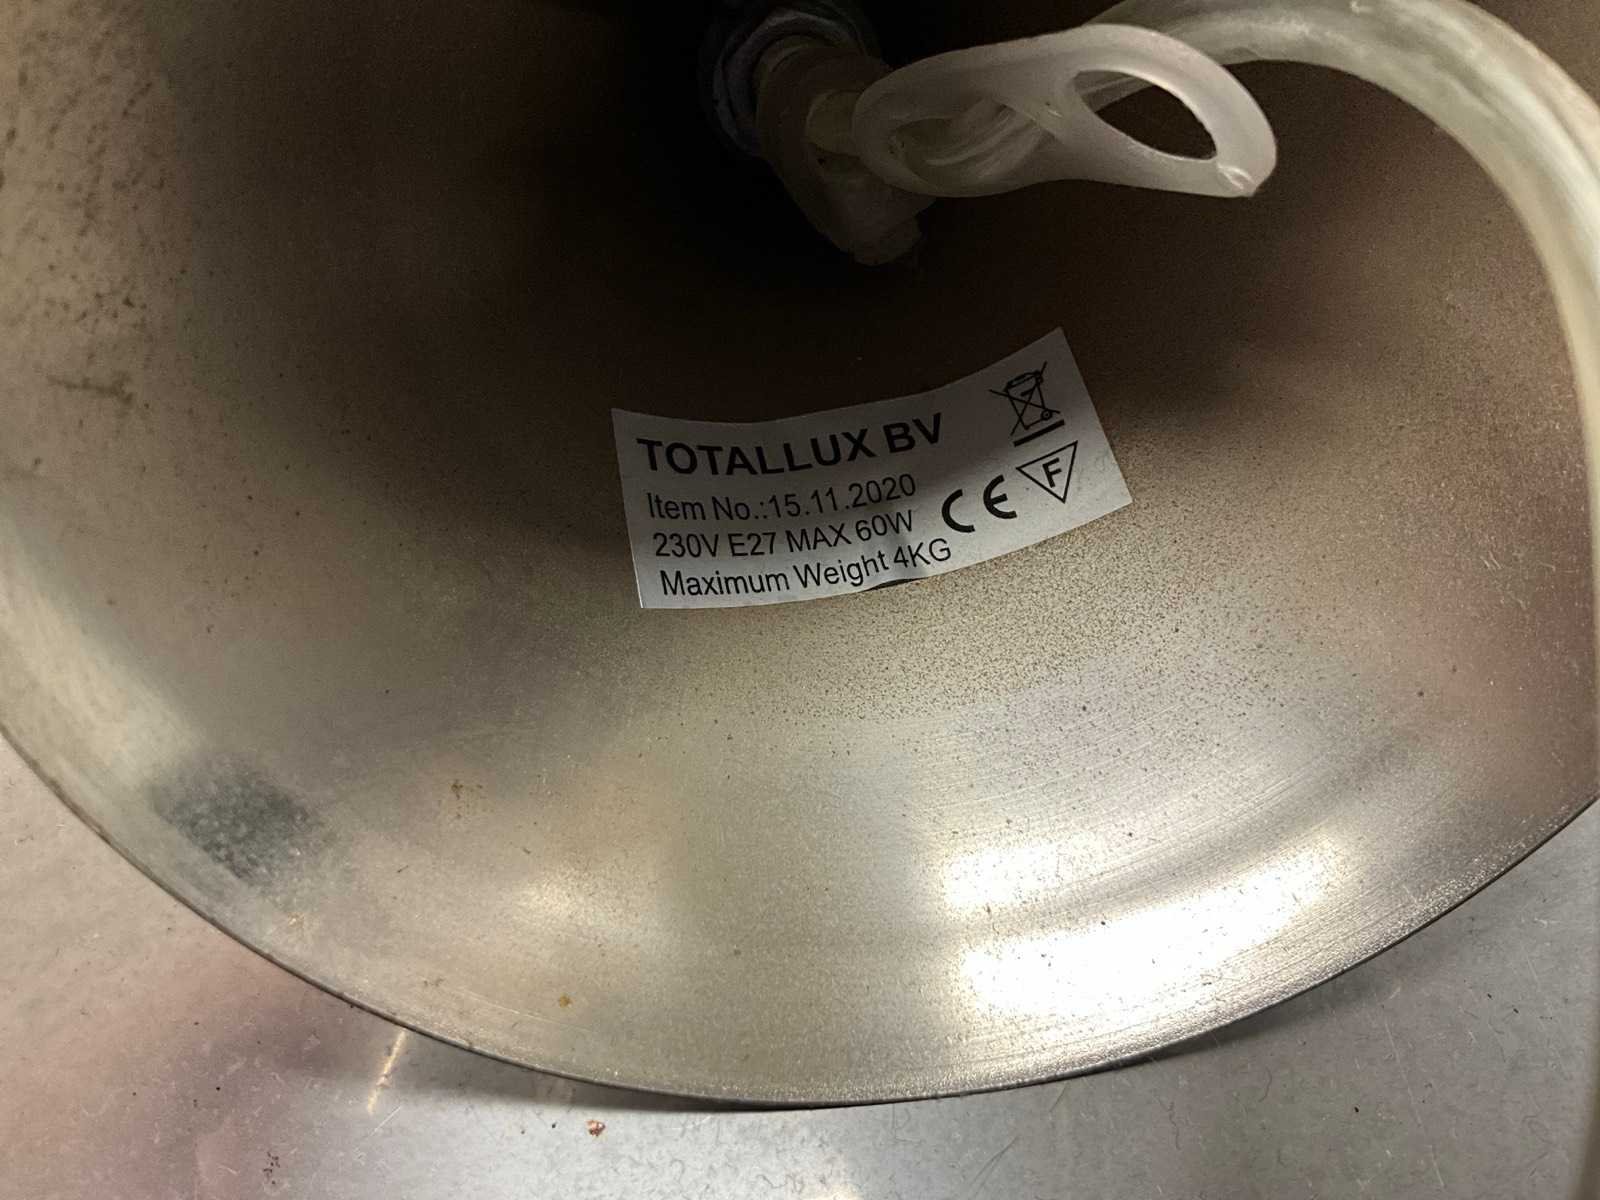 TOTALLUX BV
Item No.:15.11.2020
230V E27 MAX 60W
Maximum Weight 4KG
CE
F